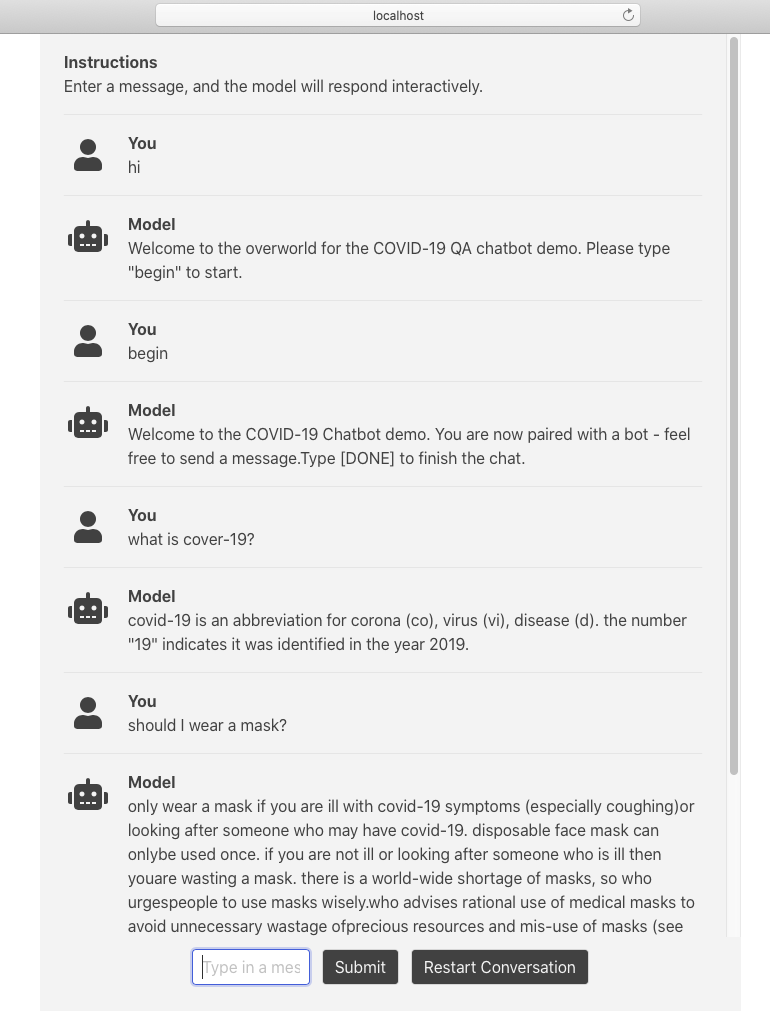 localhost
Instructions
Enter a message, and the model will respond interactively.
You
hi
Model
Welcome to the overworld for the COVID-19 QA chatbot demo. Please type
"begin" to start.
You
begin
Model
Welcome to the COVID-19 Chatbot demo. You are now paired with a bot - feel
free to send a message.Type [DONE] to finish the chat.
You
what is cover-19?
Model
covid-19 is an abbreviation for corona (co), virus (vi), disease (d). the number
"19" indicates it was identified in the year 2019.
You
should I wear a mask?
Model
only wear a mask if you are ill with covid-19 symptoms (especially coughing)or
looking after someone who may have covid-19. disposable face mask can
onlybe used once. if you are not ill or looking after someone who is ill then
youare wasting a mask. there is a world-wide shortage of masks, so who
urgespeople to use masks wisely.who advises rational use of medical masks to
avoid unnecessary wastage ofprecious resources and mis-use of masks (see
Type in a mes
Submit
Restart Conversation